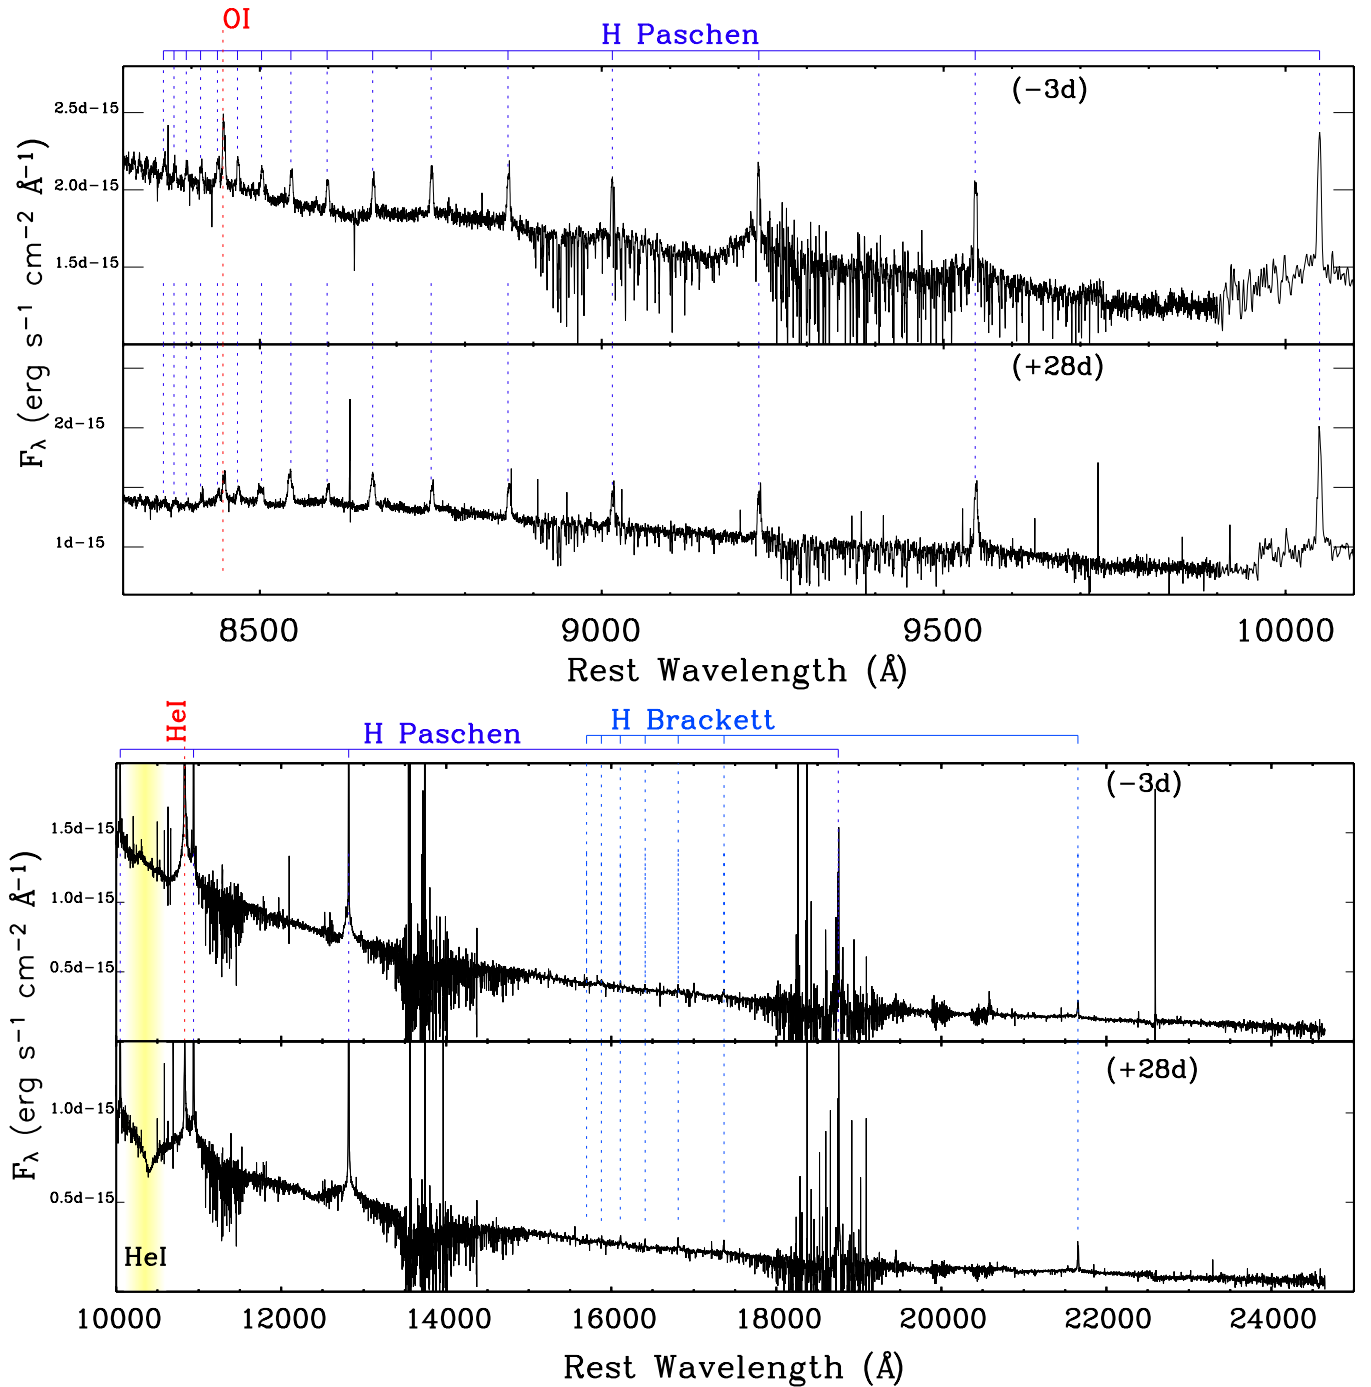 OI
H Paschen
(-3d)
2.5d-15
2.0d-15
1.5d-15
F_λ (erg s⁻¹ cm⁻² Å⁻¹)
(+28d)
2d-15
1d-15
8500 9000 9500 10000
Rest Wavelength (Å)
HeI
H Paschen
H Brackett
(-3d)
1.5d-15
1.0d-15
0.5d-15
F_λ (erg s⁻¹ cm⁻² Å⁻¹)
(+28d)
1.0d-15
0.5d-15
HeI
10000 12000 14000 16000 18000 20000 22000 24000
Rest Wavelength (Å)